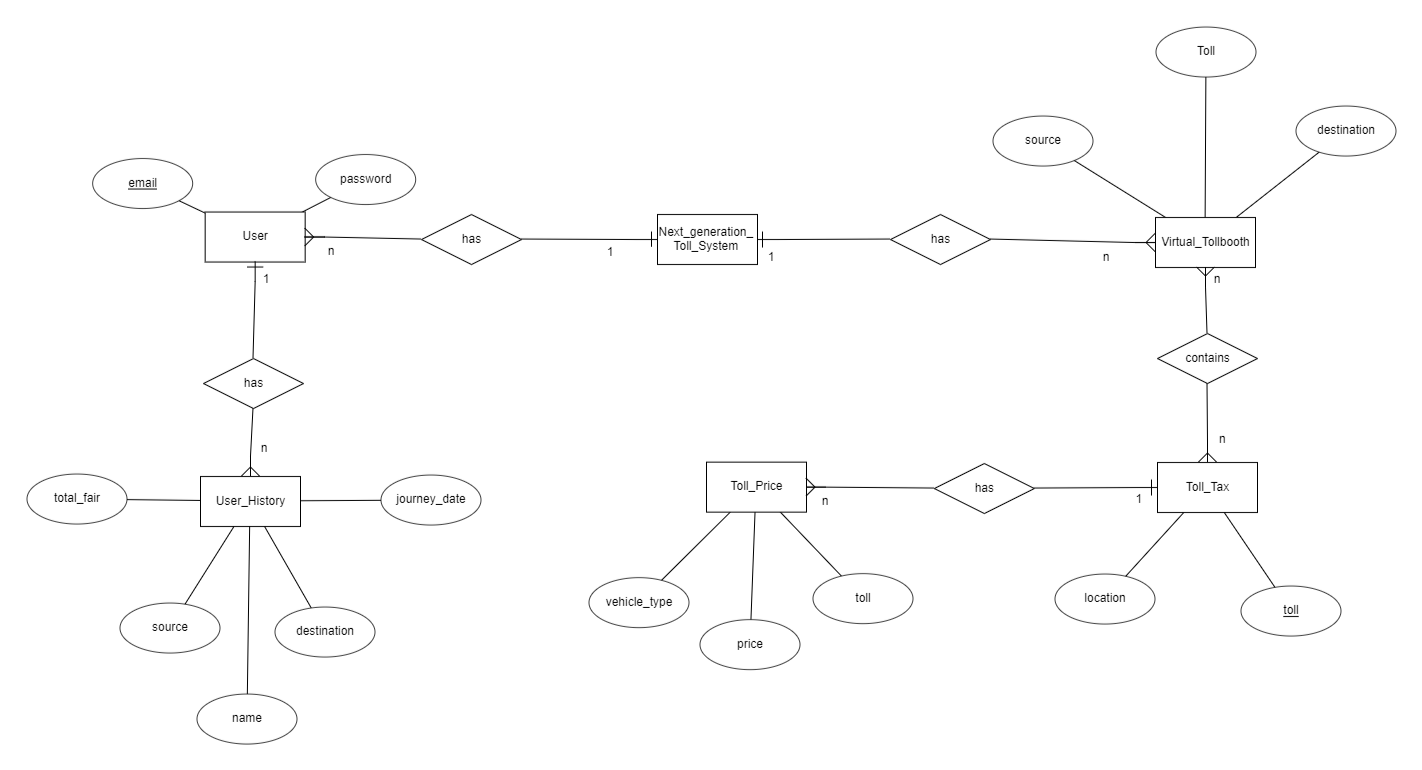 Toll
source
destination
email
password
User
has
Next_generation_
Toll_System
has
Virtual_Tollbooth
n
1
1
n
1
n
has
contains
n
n
total_fair
User_History
journey_date
Toll_Price
has
Toll_Tax
n
1
source
destination
name
vehicle_type
price
toll
location
toll